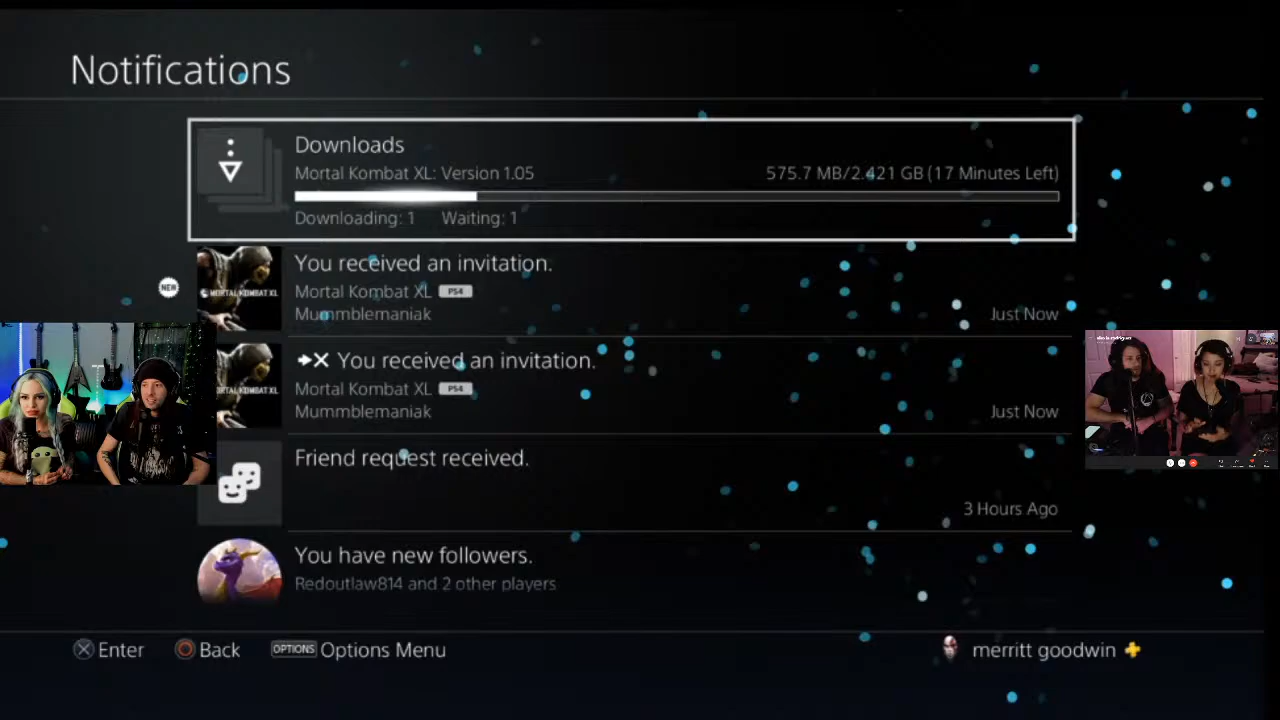 Notifications
Downloads
Mortal Kombat XL: Version 1.05
575.7 MB/2.421 GB (17 Minutes Left)
Downloading: 1 Waiting: 1
NEW
You received an invitation.
Mortal Kombat XL PS4
Mummblemaniak
Just Now
MORTAL KOMBAT XL
You received an invitation.
Mortal Kombat XL PS4
Mummblemaniak
Just Now
Friend request received.
3 Hours Ago
You have new followers.
Redoutlaw814 and 2 other players
Enter Back OPTIONS Options Menu
merritt goodwin